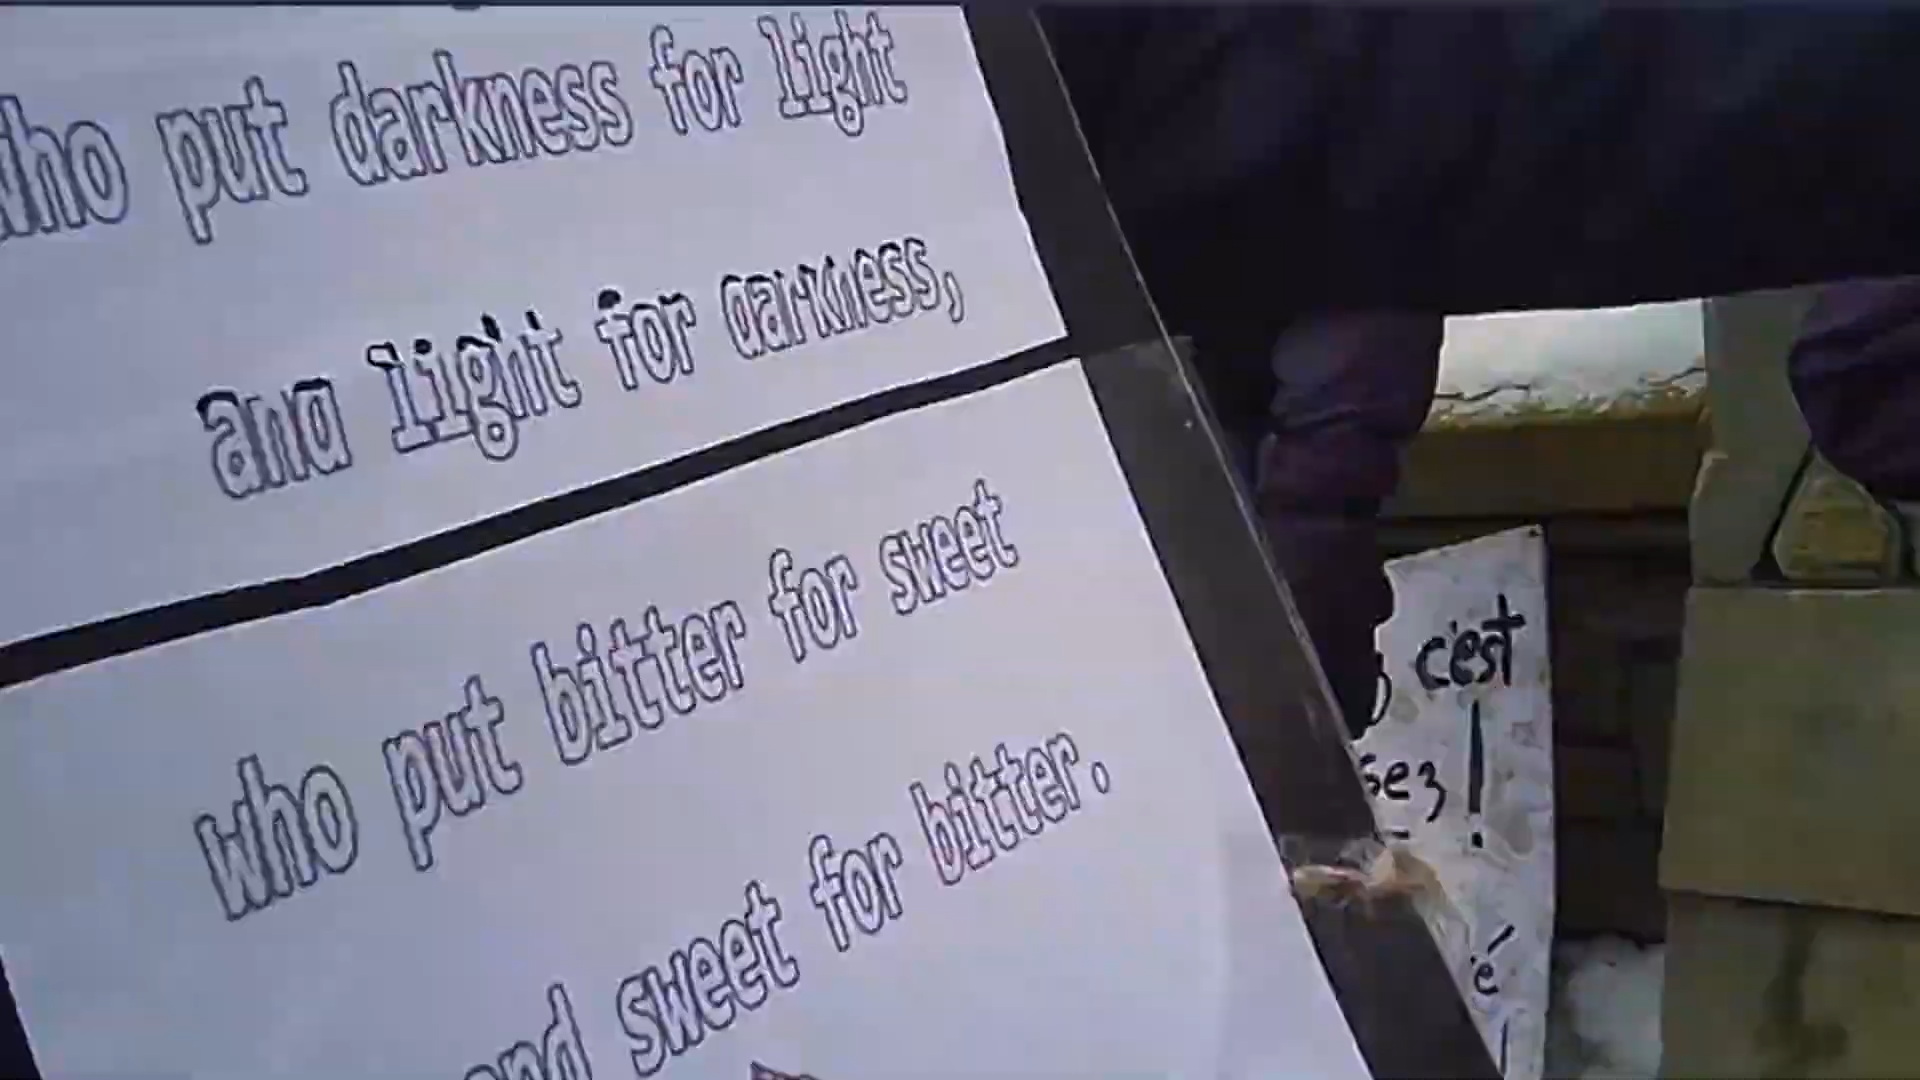 who put darkness for light
and light for darkness,
who put bitter for sweet
and sweet for bitter.
c'est
!
é